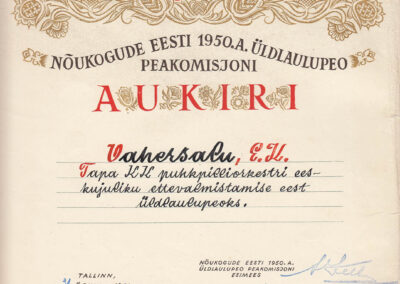 NÕUKOGUDE EESTI 1950.A. ÜLDLAULUPEO
PEAKOMISJONI
AUKIRI
Vahersalu, E.K.
Tapa KK puhkpilliorkestri ees-
kujuliku ettevalmistamise eest
üldlaulupeoks.
NÕUKOGUDE EESTI 1950.A.
ÜLDLAULUPEO PEAKOMISJONI
ESIMEES
TALLINN,